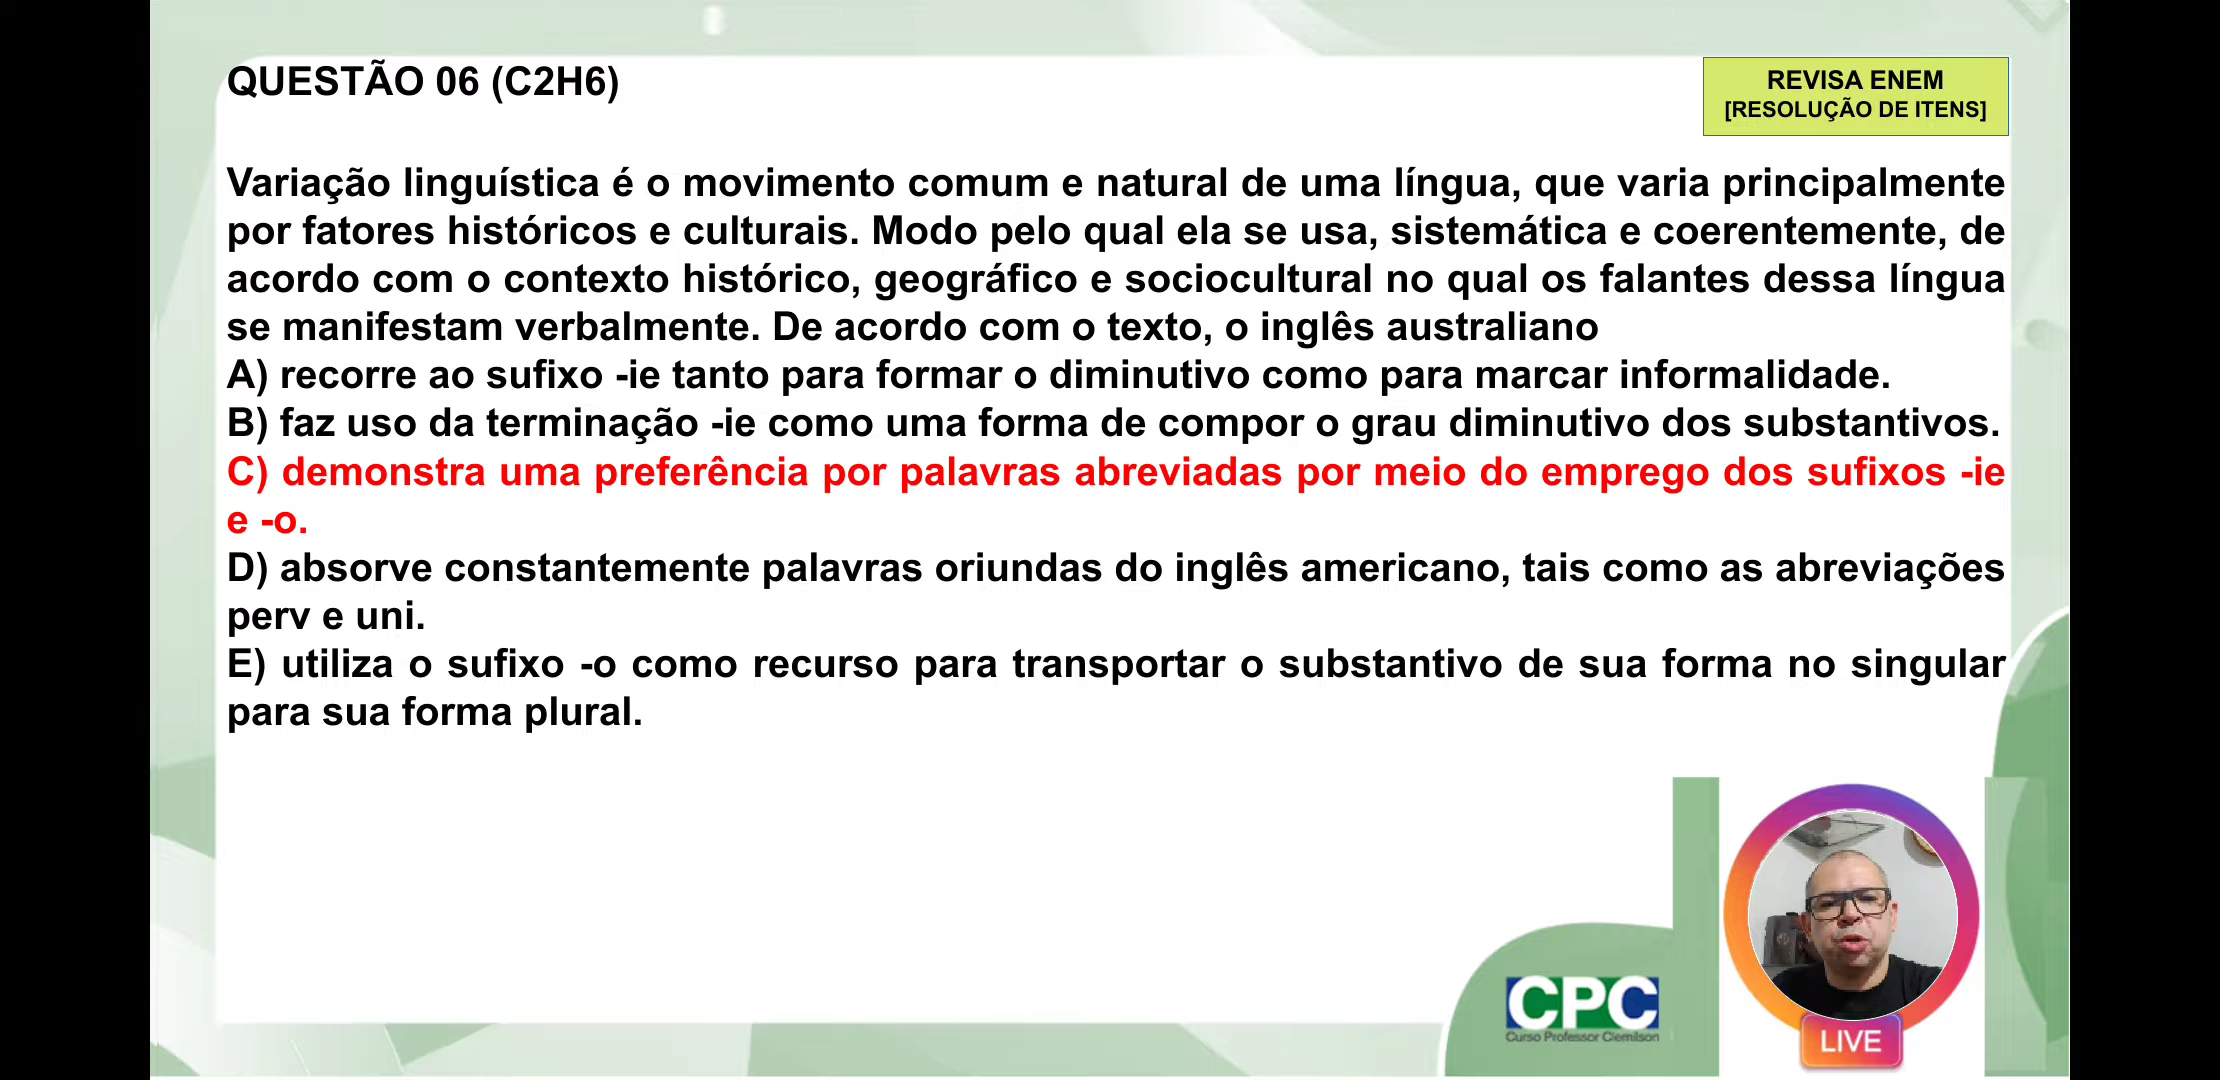 QUESTÃO 06 (C2H6)
REVISA ENEM
[RESOLUÇÃO DE ITENS]
Variação linguística é o movimento comum e natural de uma língua, que varia principalmente
por fatores históricos e culturais. Modo pelo qual ela se usa, sistemática e coerentemente, de
acordo com o contexto histórico, geográfico e sociocultural no qual os falantes dessa língua
se manifestam verbalmente. De acordo com o texto, o inglês australiano
A) recorre ao sufixo -ie tanto para formar o diminutivo como para marcar informalidade.
B) faz uso da terminação -ie como uma forma de compor o grau diminutivo dos substantivos.
C) demonstra uma preferência por palavras abreviadas por meio do emprego dos sufixos -ie
e -o.
D) absorve constantemente palavras oriundas do inglês americano, tais como as abreviações
perv e uni.
E) utiliza o sufixo -o como recurso para transportar o substantivo de sua forma no singular
para sua forma plural.
CPC
Curso Professor Clemilson
LIVE